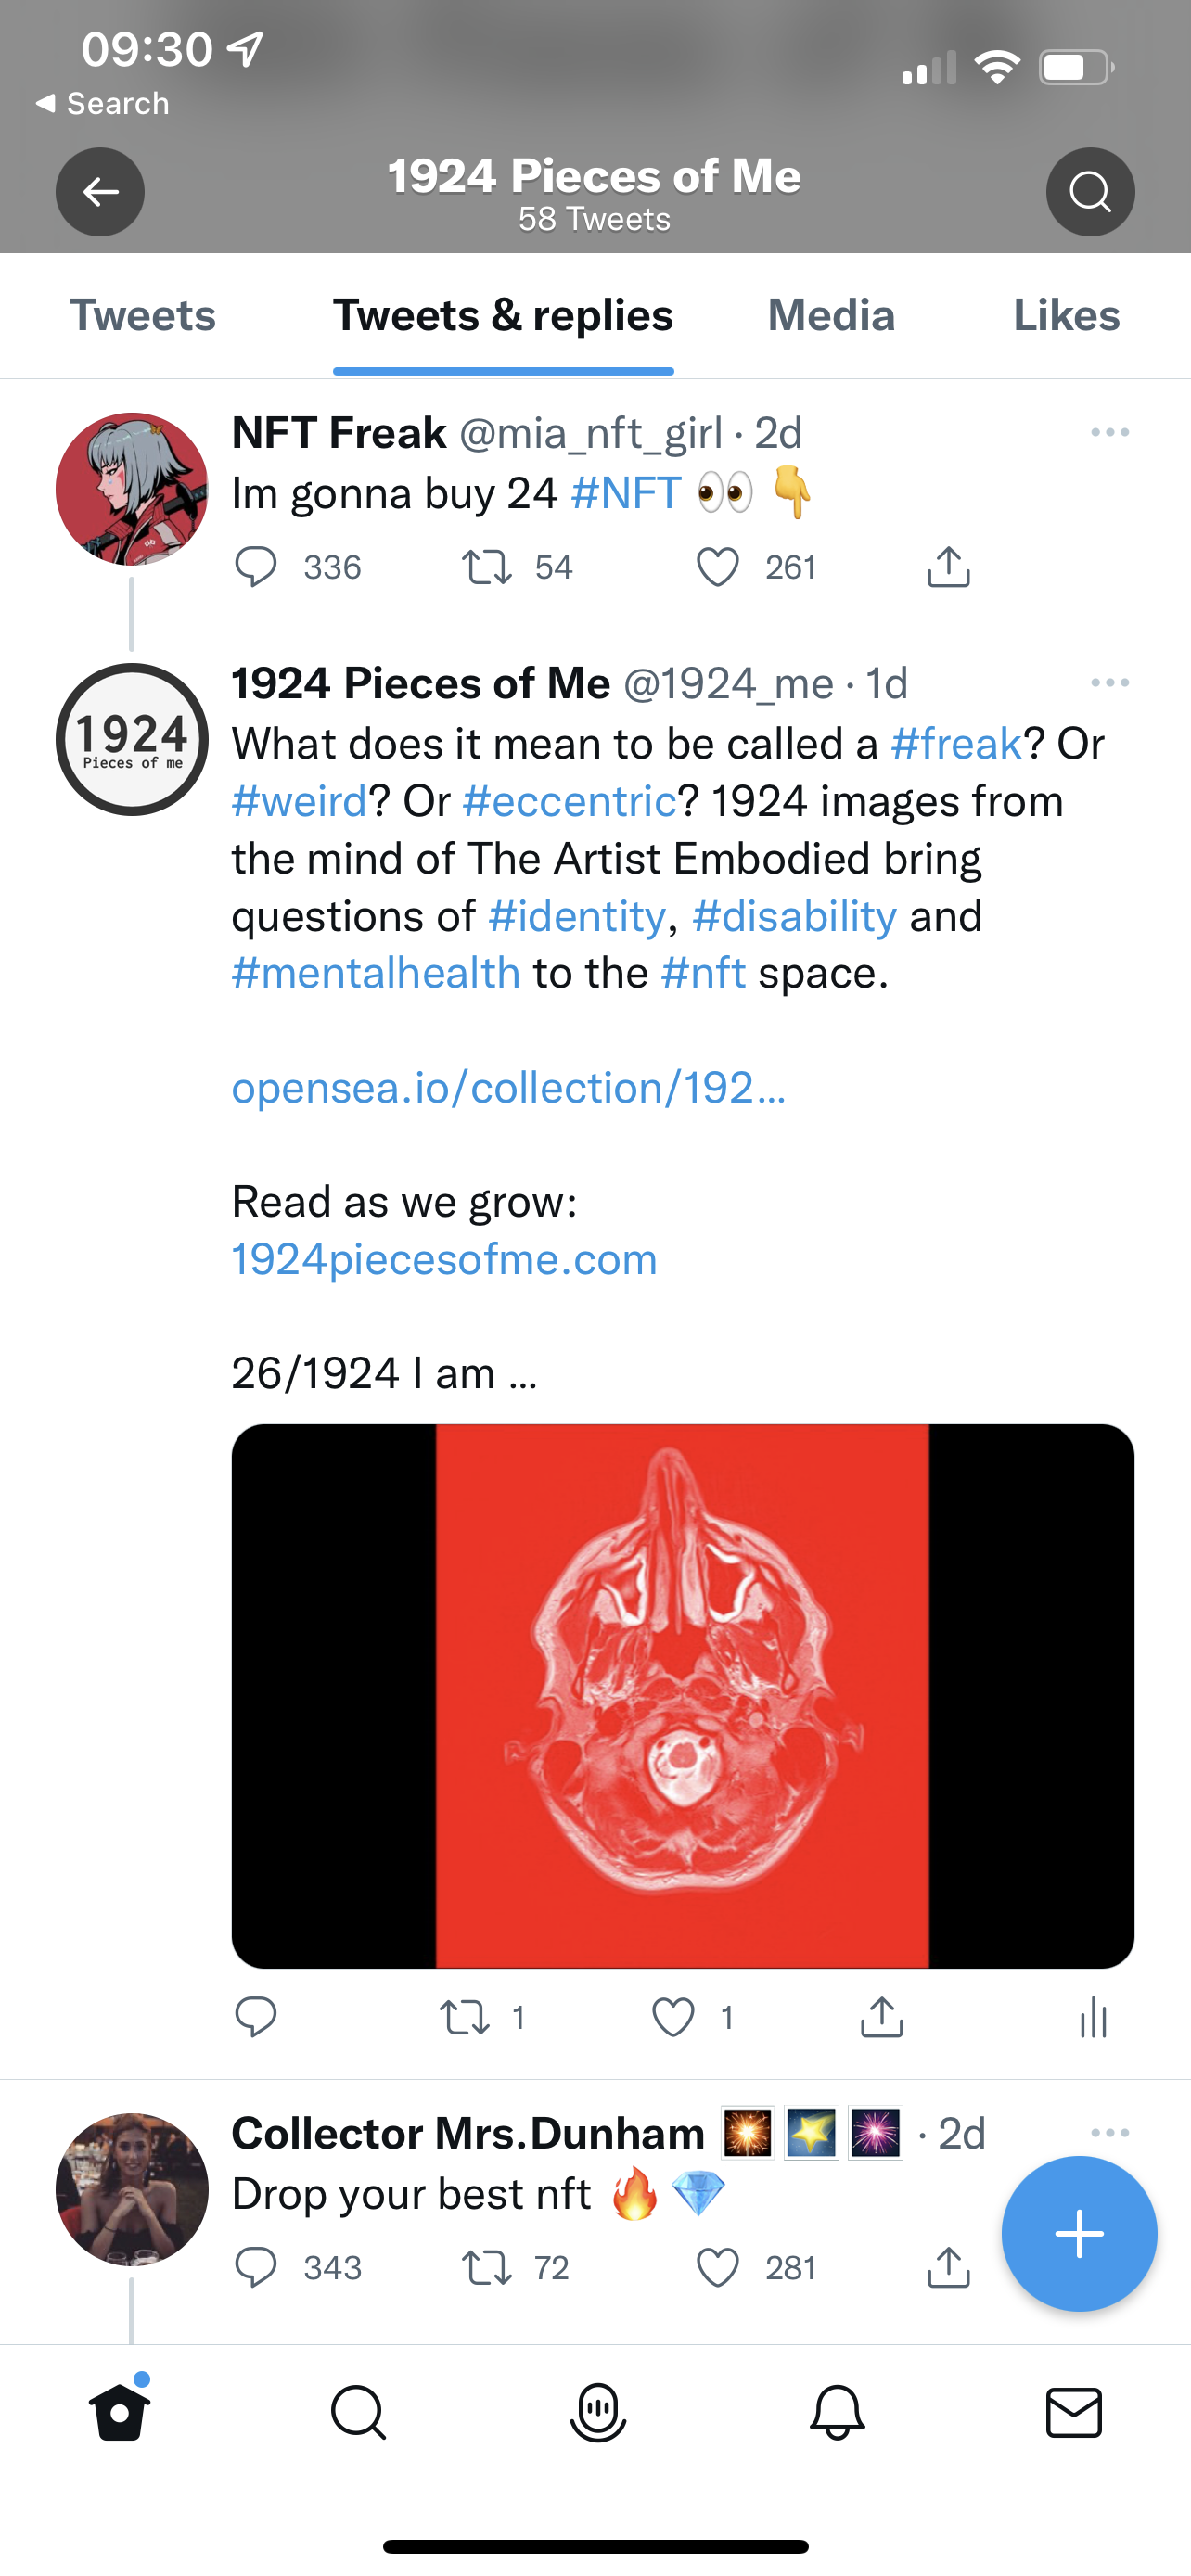 09:30
Search
1924 Pieces of Me
58 Tweets
Tweets
Tweets & replies
Media
Likes
NFT Freak @mia_nft_girl · 2d
Im gonna buy 24 #NFT 👀 👇
336 54 261
1924 Pieces of Me @1924_me · 1d
1924
Pieces of me
What does it mean to be called a #freak? Or
#weird? Or #eccentric? 1924 images from
the mind of The Artist Embodied bring
questions of #identity, #disability and
#mentalhealth to the #nft space.
opensea.io/collection/192...
Read as we grow:
1924piecesofme.com
26/1924 I am ...
1 1
Collector Mrs.Dunham 🎇 🌠 🎆 · 2d
Drop your best nft 🔥 💎
343 72 281